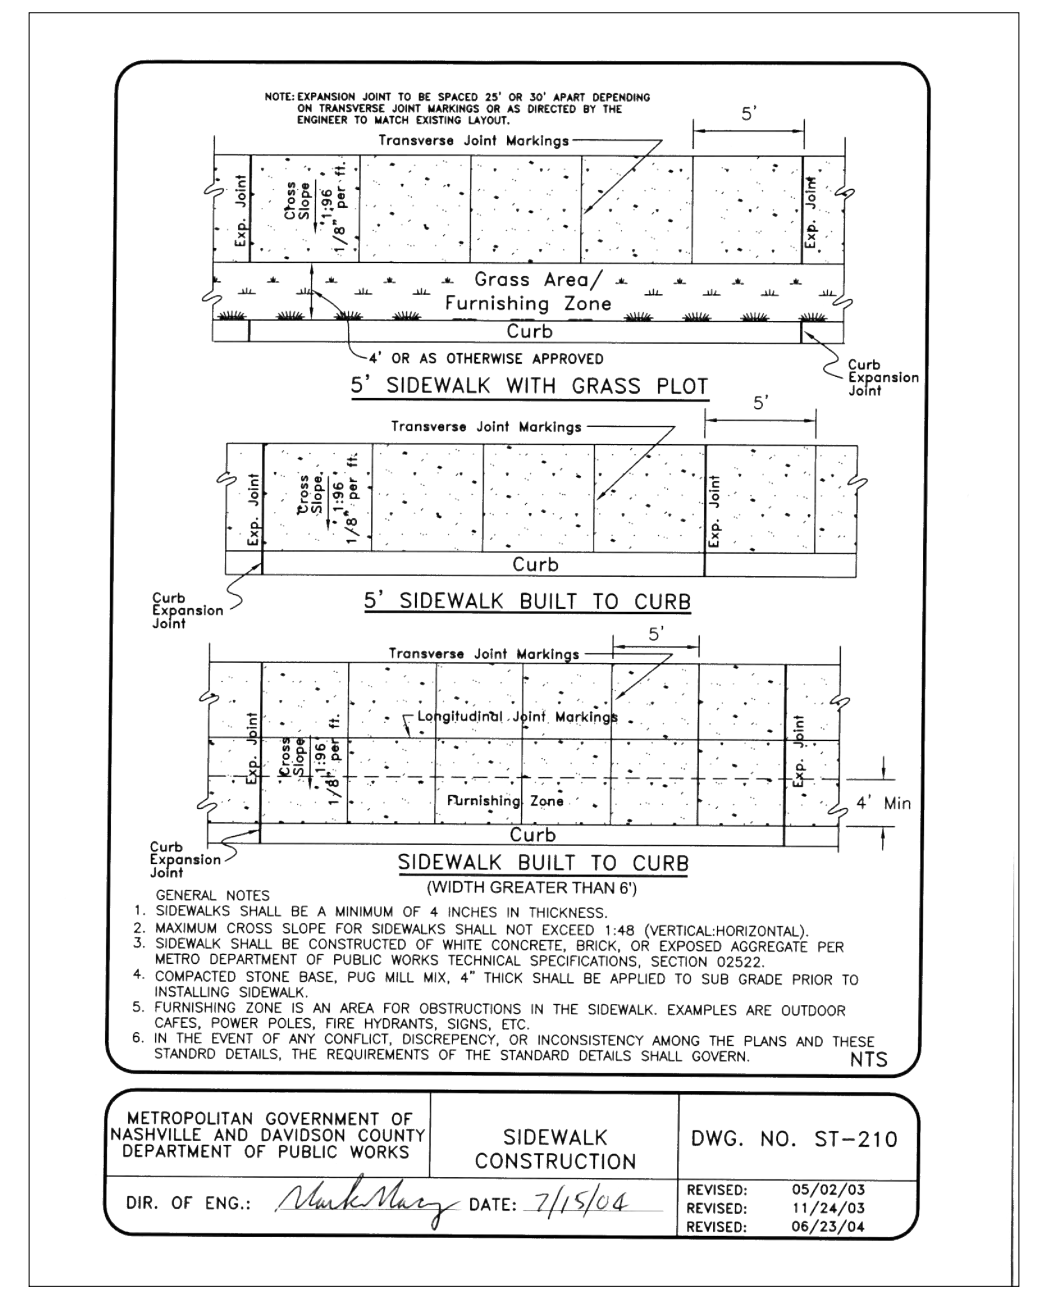 NOTE: EXPANSION JOINT TO BE SPACED 25' OR 30' APART DEPENDING
ON TRANSVERSE JOINT MARKINGS OR AS DIRECTED BY THE
ENGINEER TO MATCH EXISTING LAYOUT.
5'
Transverse Joint Markings
Exp. Joint
Cross
Slope
1:96
1/8" per ft.
Exp. Joint
Grass Area/
Furnishing Zone
Curb
4' OR AS OTHERWISE APPROVED
Curb
Expansion
Joint
5' SIDEWALK WITH GRASS PLOT
5'
Transverse Joint Markings
Exp. Joint
Cross
Slope
1:96
1/8" per ft.
Exp. Joint
Curb
Curb
Expansion
Joint
5' SIDEWALK BUILT TO CURB
5'
Transverse Joint Markings
Longitudinal Joint Markings
Exp. Joint
Cross
Slope
1:96
1/8" per ft.
Exp. Joint
Furnishing Zone
4' Min
Curb
Curb
Expansion
Joint
SIDEWALK BUILT TO CURB
(WIDTH GREATER THAN 6')
GENERAL NOTES
1. SIDEWALKS SHALL BE A MINIMUM OF 4 INCHES IN THICKNESS.
2. MAXIMUM CROSS SLOPE FOR SIDEWALKS SHALL NOT EXCEED 1:48 (VERTICAL:HORIZONTAL).
3. SIDEWALK SHALL BE CONSTRUCTED OF WHITE CONCRETE, BRICK, OR EXPOSED AGGREGATE PER
METRO DEPARTMENT OF PUBLIC WORKS TECHNICAL SPECIFICATIONS, SECTION 02522.
4. COMPACTED STONE BASE, PUG MILL MIX, 4" THICK SHALL BE APPLIED TO SUB GRADE PRIOR TO
INSTALLING SIDEWALK.
5. FURNISHING ZONE IS AN AREA FOR OBSTRUCTIONS IN THE SIDEWALK. EXAMPLES ARE OUTDOOR
CAFES, POWER POLES, FIRE HYDRANTS, SIGNS, ETC.
6. IN THE EVENT OF ANY CONFLICT, DISCREPENCY, OR INCONSISTENCY AMONG THE PLANS AND THESE
STANDRD DETAILS, THE REQUIREMENTS OF THE STANDARD DETAILS SHALL GOVERN.
NTS
METROPOLITAN GOVERNMENT OF
NASHVILLE AND DAVIDSON COUNTY
DEPARTMENT OF PUBLIC WORKS
SIDEWALK
CONSTRUCTION
DWG. NO. ST-210
DIR. OF ENG.: Mark Macy DATE: 7/15/04
REVISED: 05/02/03
REVISED: 11/24/03
REVISED: 06/23/04